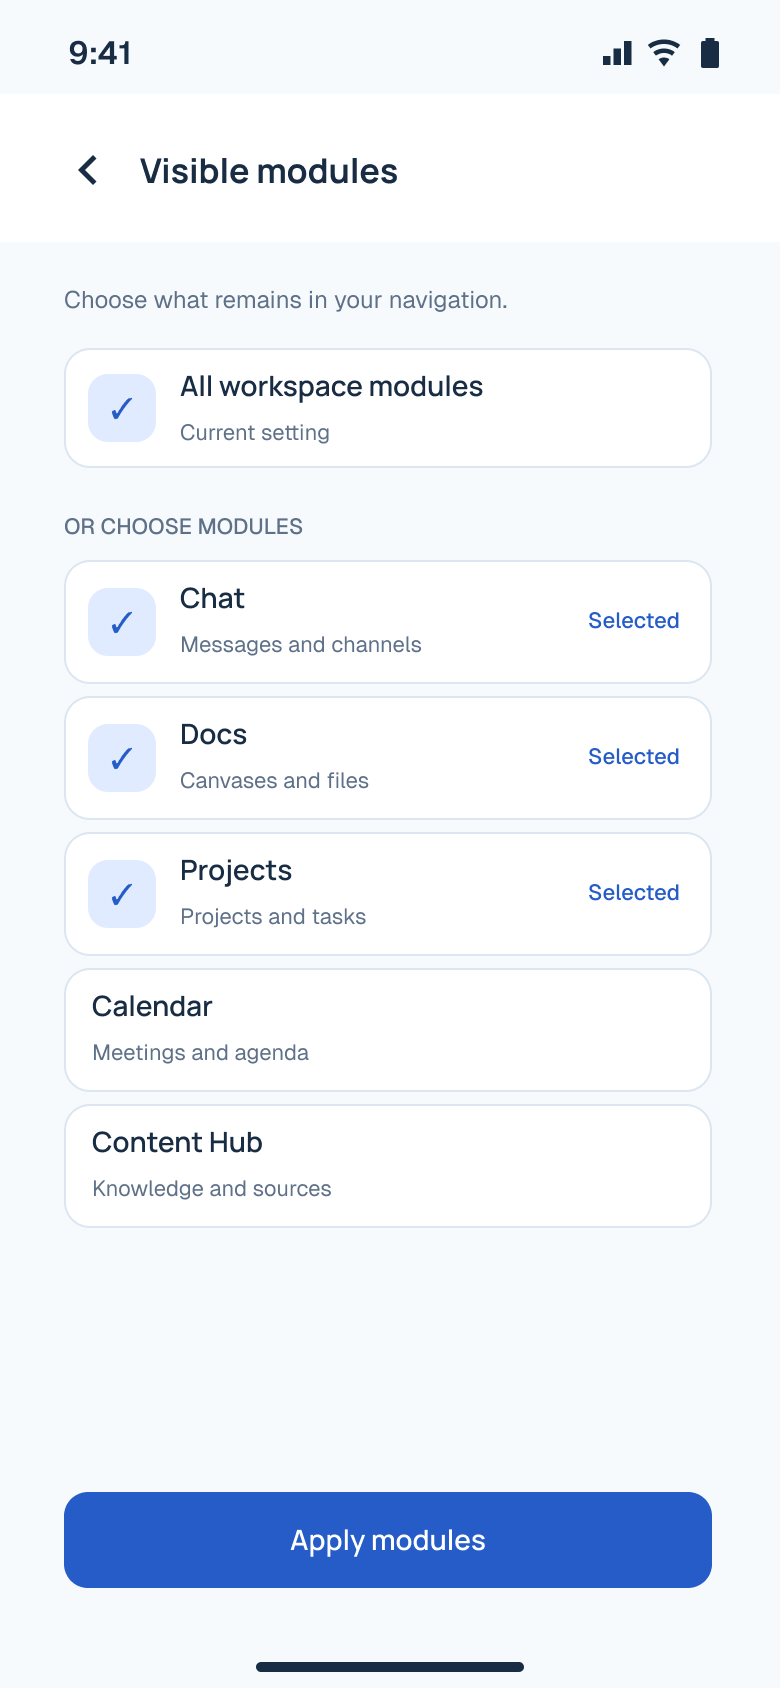 9:41
Visible modules
Choose what remains in your navigation.
✓ All workspace modules
Current setting
OR CHOOSE MODULES
✓ Chat
Messages and channels
Selected
✓ Docs
Canvases and files
Selected
✓ Projects
Projects and tasks
Selected
Calendar
Meetings and agenda
Content Hub
Knowledge and sources
Apply modules